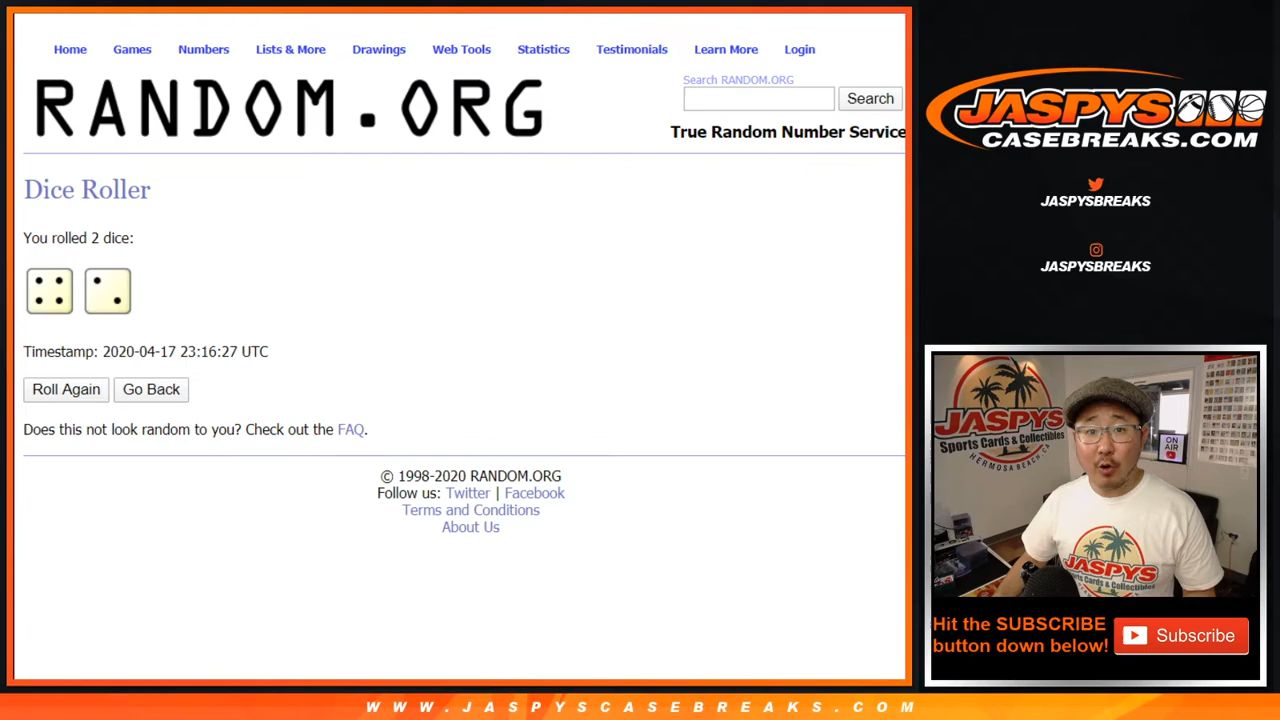 Home Games Numbers Lists & More Drawings Web Tools Statistics Testimonials Learn More Login
RANDOM.ORG
Search RANDOM.ORG
Search
True Random Number Service
Dice Roller
You rolled 2 dice:
Timestamp: 2020-04-17 23:16:27 UTC
Roll Again Go Back
Does this not look random to you? Check out the FAQ.
© 1998-2020 RANDOM.ORG
Follow us: Twitter | Facebook
Terms and Conditions
About Us
JASPYS
CASEBREAKS.COM
JASPYSBREAKS
JASPYSBREAKS
JASPYS
Sports Cards & Collectibles
HERMOSA BEACH, CA
ON
AIR
JASPYS
Sports Cards & Collectibles
Hit the SUBSCRIBE
button down below!
Subscribe
WWW.JASPYSCASEBREAKS.COM